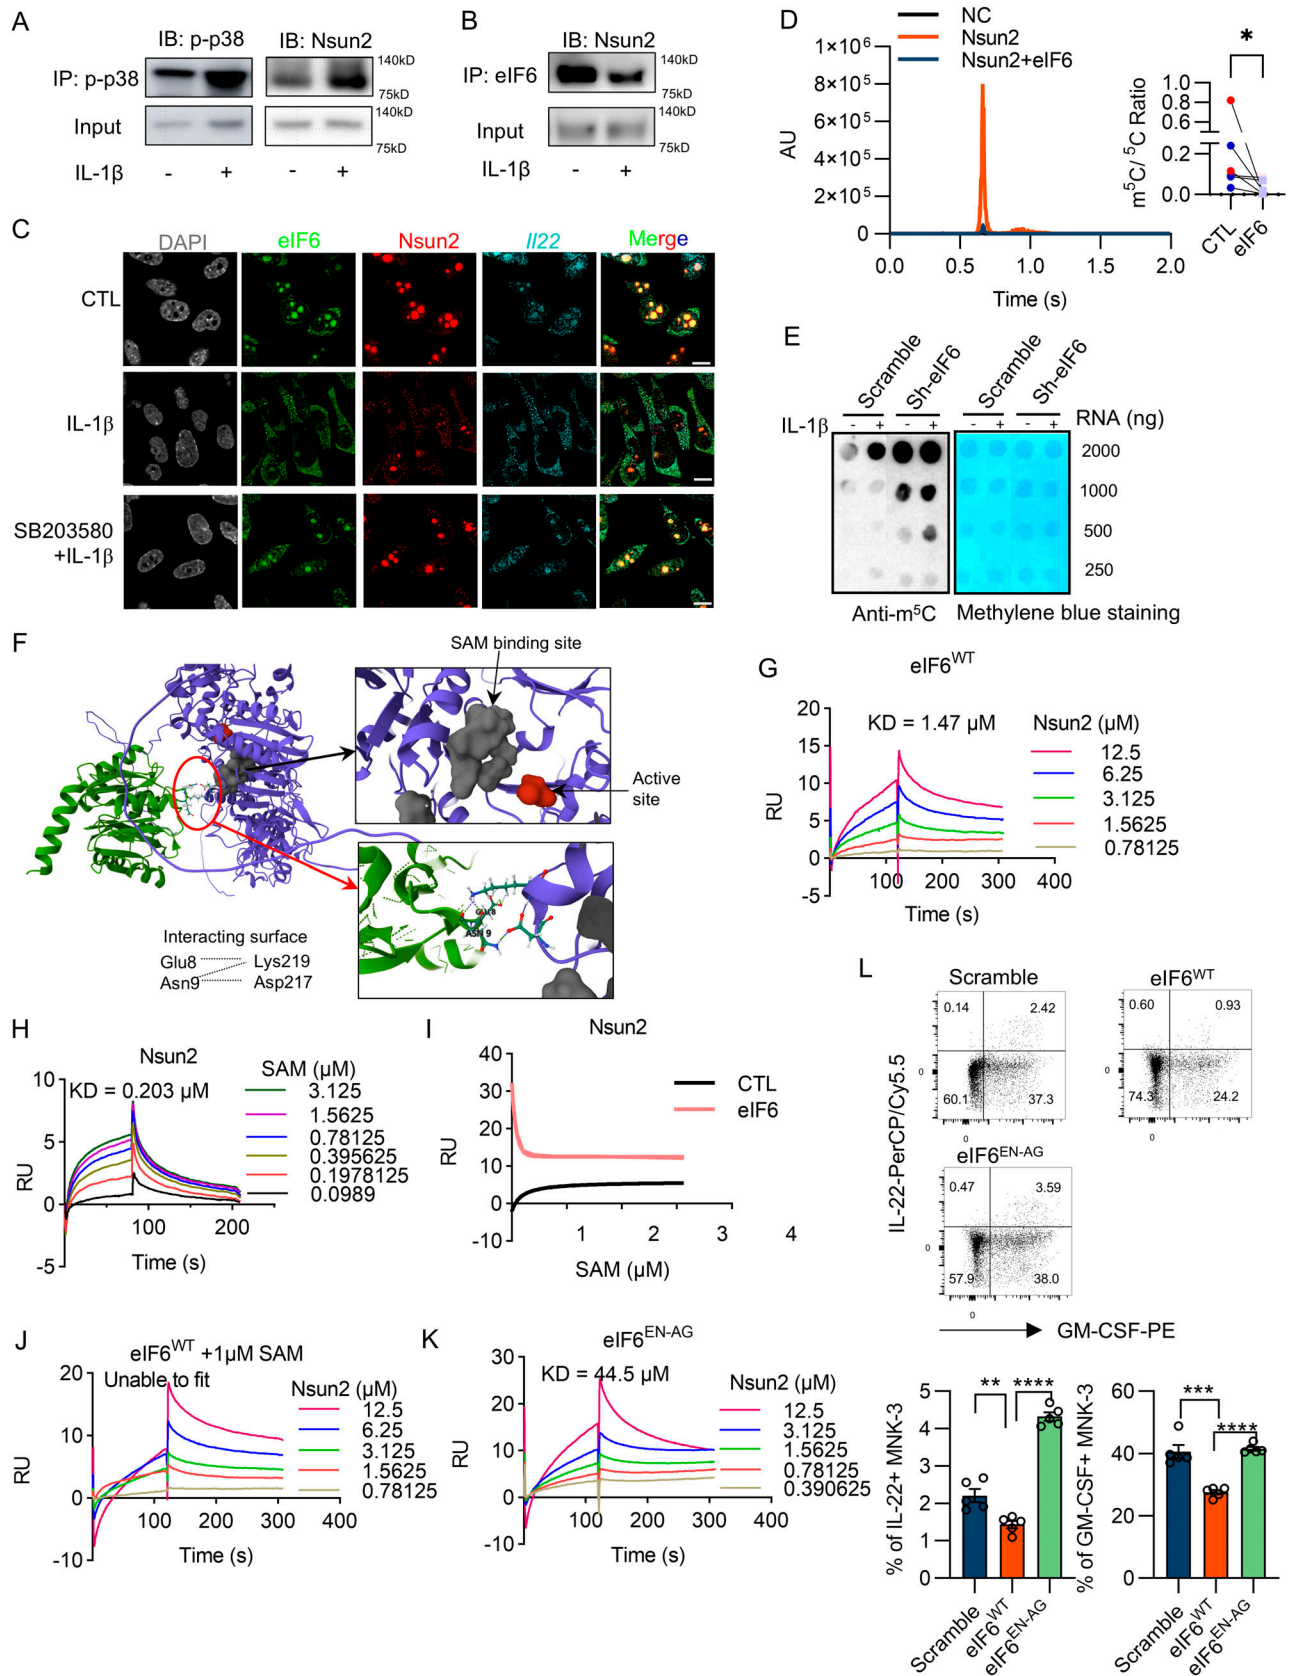 A
IB: p-p38
IB: Nsun2
IP: p-p38
140kD
75kD
Input
140kD
75kD
IL-1β - + - +
B
IB: Nsun2
IP: eIF6
140kD
75kD
Input
140kD
75kD
IL-1β - +
C
DAPI eIF6 Nsun2 Il22 Merge
CTL
IL-1β
SB203580
+IL-1β
D
NC
Nsun2
Nsun2+eIF6
AU
1×10⁶
8×10⁵
6×10⁵
4×10⁵
2×10⁵
0
0.0 0.5 1.0 1.5 2.0
Time (s)
*
m⁵C/ ⁵C Ratio
1.0
0.8
0.6
0.2
0.0
CTL
eIF6
E
Scramble Sh-eIF6 Scramble Sh-eIF6
IL-1β - + - + - + - + RNA (ng)
2000
1000
500
250
Anti-m⁵C Methylene blue staining
F
SAM binding site
Active
site
GLU 8
ASN 9
Interacting surface
Glu8 Lys219
Asn9 Asp217
G
eIF6ᵂᵀ
KD = 1.47 µM
RU
20
15
10
5
0
-5
100 200 300 400
Time (s)
Nsun2 (µM)
12.5
6.25
3.125
1.5625
0.78125
H
Nsun2
KD = 0.203 µM
RU
10
5
0
-5
100 200
Time (s)
SAM (µM)
3.125
1.5625
0.78125
0.395625
0.1978125
0.0989
I
Nsun2
RU
40
30
20
10
0
-10
1 2 3 4
SAM (µM)
CTL
eIF6
J
eIF6ᵂᵀ +1µM SAM
Unable to fit
RU
20
10
0
-10
100 200 300 400
Time (s)
Nsun2 (µM)
12.5
6.25
3.125
1.5625
0.78125
K
eIF6ᴱᴺ⁻ᴬᴳ
KD = 44.5 µM
RU
30
20
10
0
-10
100 200 300 400
Time (s)
Nsun2 (µM)
12.5
3.125
1.5625
0.78125
0.390625
L
Scramble
0.14 2.42
60.1 37.3
0
0
eIF6ᵂᵀ
0.60 0.93
74.3 24.2
0
0
eIF6ᴱᴺ⁻ᴬᴳ
0.47 3.59
57.9 38.0
0
0
IL-22-PerCP/Cy5.5
GM-CSF-PE
% of IL-22+ MNK-3
5
4
3
2
1
0
** ****
Scramble
eIF6ᵂᵀ
eIF6ᴱᴺ⁻ᴬᴳ
% of GM-CSF+ MNK-3
60
40
20
0
***
****
Scramble
eIF6ᵂᵀ
eIF6ᴱᴺ⁻ᴬᴳ